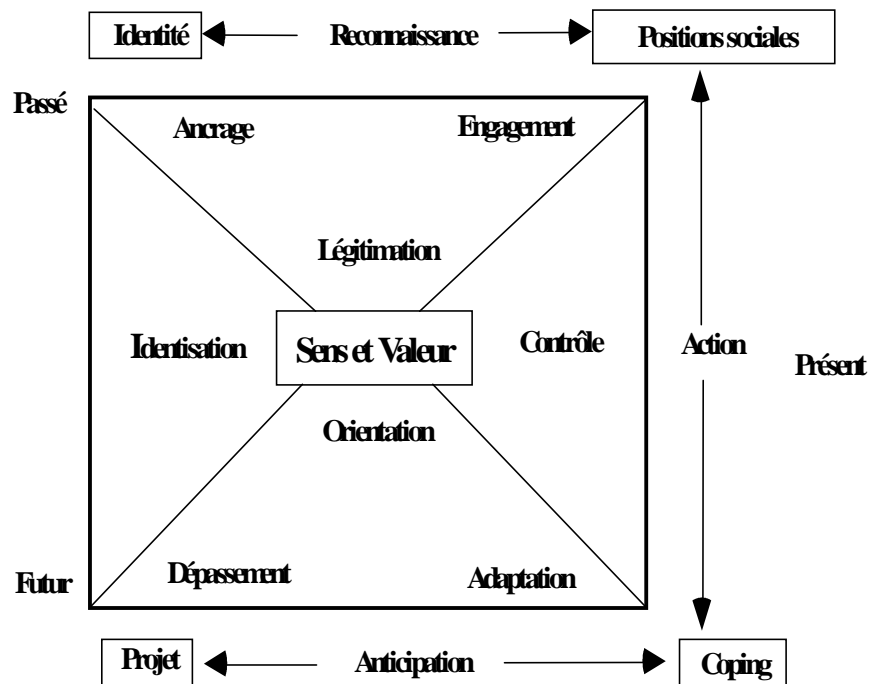 Identité Reconnaissance Positions sociales
Passé
Ancrage Engagement
Légitimation
Identisation Sens et Valeur Contrôle Action
Présent
Orientation
Dépassement Adaptation
Futur
Projet Anticipation Coping